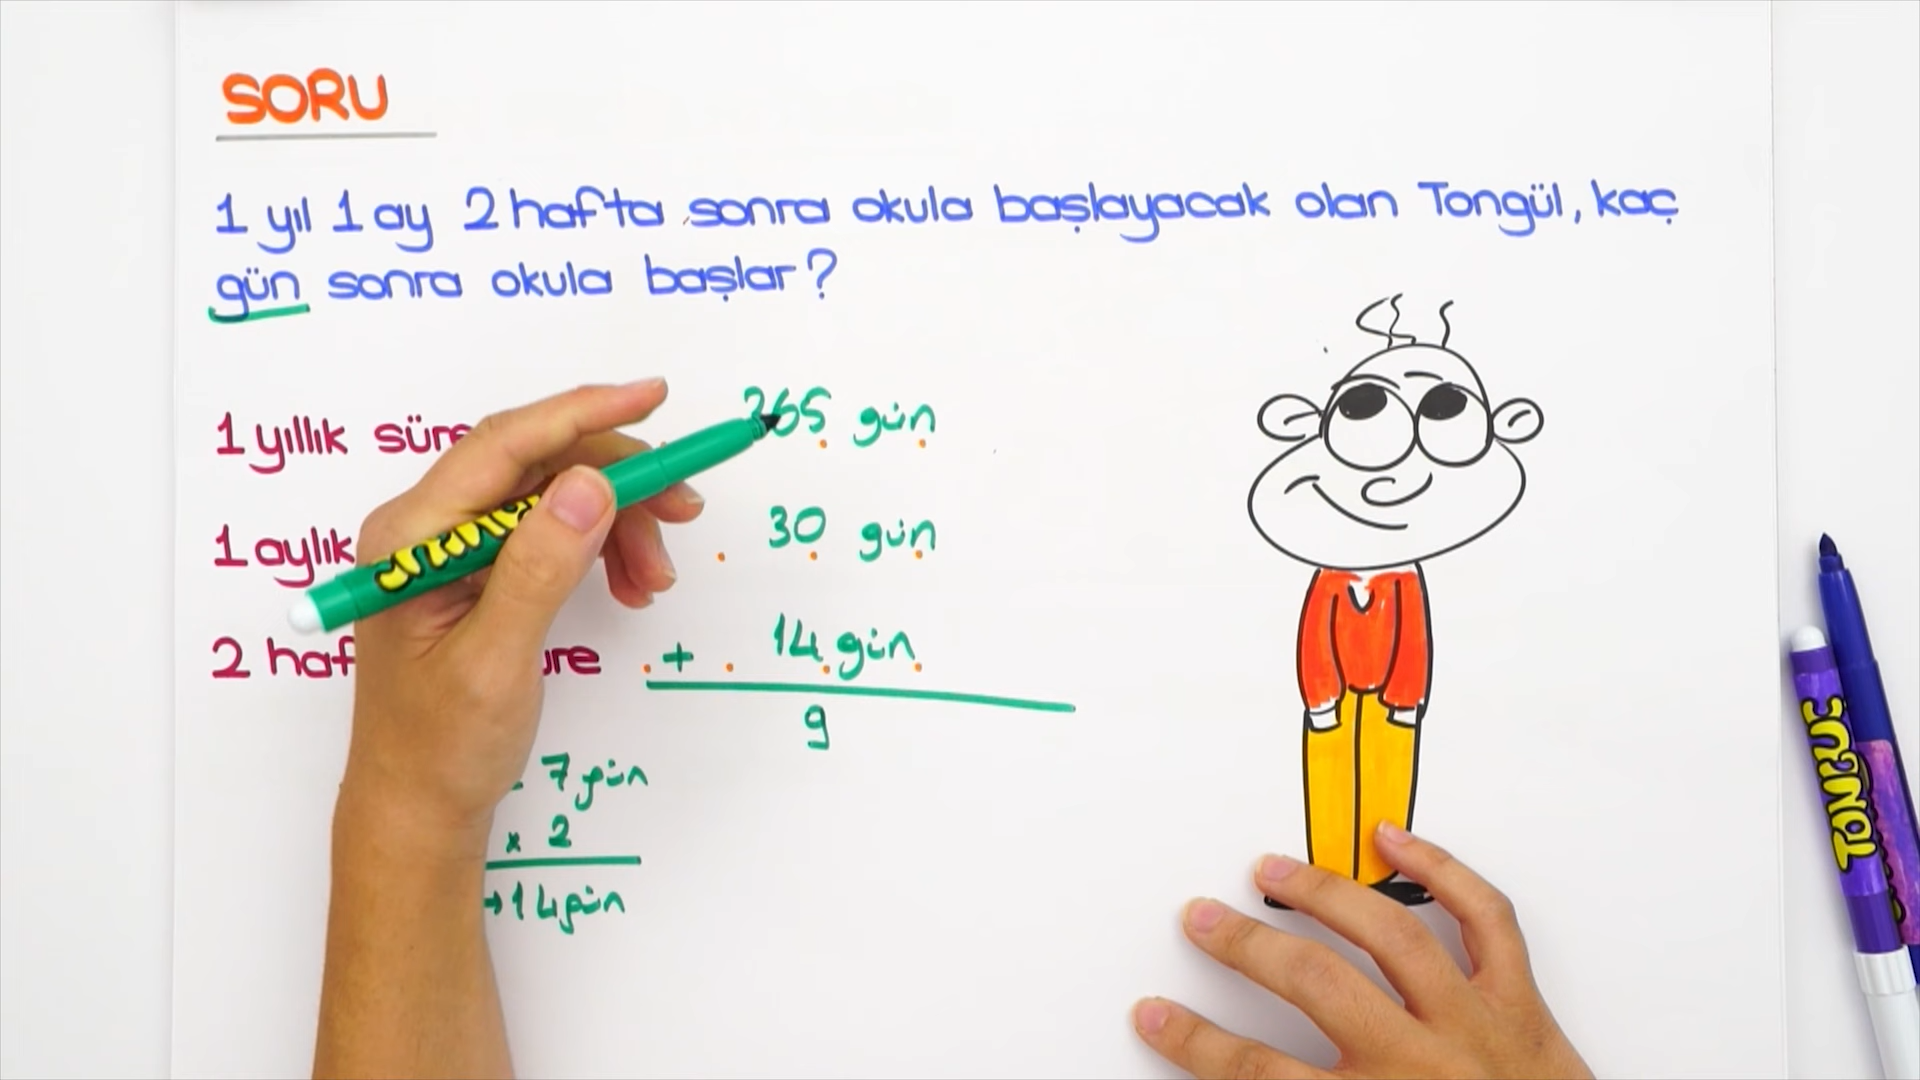 SORU
1 yıl 1 ay 2 hafta sonra okula başlayacak olan Tongül, kaç
gün sonra okula başlar?
1 yıllık süre 365 gün
1 aylık 30 gün
2 haf üre + 14 gün
9
7 gün
x 2
→14 gün
TONGUÇ